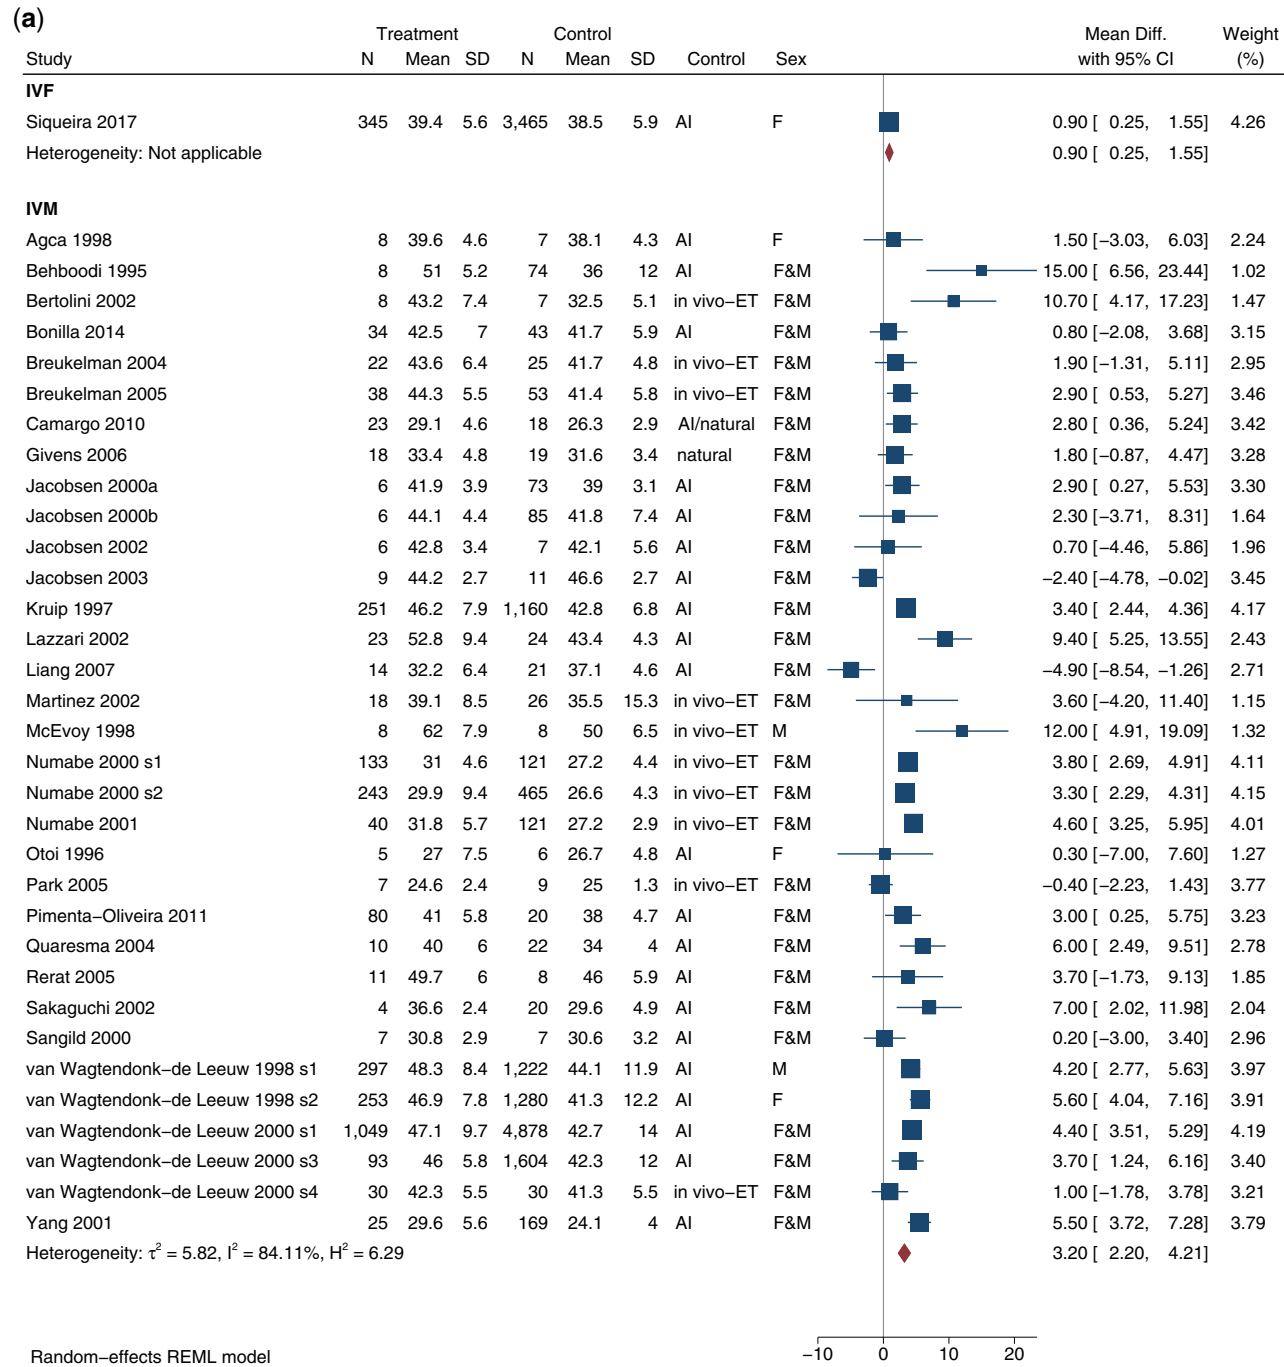 (a)
Treatment Control Mean Diff. Weight
Study N Mean SD N Mean SD Control Sex with 95% CI (%)
IVF
Siqueira 2017 345 39.4 5.6 3,465 38.5 5.9 AI F 0.90 [ 0.25, 1.55] 4.26
Heterogeneity: Not applicable 0.90 [ 0.25, 1.55]
IVM
Agca 1998 8 39.6 4.6 7 38.1 4.3 AI F 1.50 [−3.03, 6.03] 2.24
Behboodi 1995 8 51 5.2 74 36 12 AI F&M 15.00 [ 6.56, 23.44] 1.02
Bertolini 2002 8 43.2 7.4 7 32.5 5.1 in vivo−ET F&M 10.70 [ 4.17, 17.23] 1.47
Bonilla 2014 34 42.5 7 43 41.7 5.9 AI F&M 0.80 [−2.08, 3.68] 3.15
Breukelman 2004 22 43.6 6.4 25 41.7 4.8 in vivo−ET F&M 1.90 [−1.31, 5.11] 2.95
Breukelman 2005 38 44.3 5.5 53 41.4 5.8 in vivo−ET F&M 2.90 [ 0.53, 5.27] 3.46
Camargo 2010 23 29.1 4.6 18 26.3 2.9 AI/natural F&M 2.80 [ 0.36, 5.24] 3.42
Givens 2006 18 33.4 4.8 19 31.6 3.4 natural F&M 1.80 [−0.87, 4.47] 3.28
Jacobsen 2000a 6 41.9 3.9 73 39 3.1 AI F&M 2.90 [ 0.27, 5.53] 3.30
Jacobsen 2000b 6 44.1 4.4 85 41.8 7.4 AI F&M 2.30 [−3.71, 8.31] 1.64
Jacobsen 2002 6 42.8 3.4 7 42.1 5.6 AI F&M 0.70 [−4.46, 5.86] 1.96
Jacobsen 2003 9 44.2 2.7 11 46.6 2.7 AI F&M −2.40 [−4.78, −0.02] 3.45
Kruip 1997 251 46.2 7.9 1,160 42.8 6.8 AI F&M 3.40 [ 2.44, 4.36] 4.17
Lazzari 2002 23 52.8 9.4 24 43.4 4.3 AI F&M 9.40 [ 5.25, 13.55] 2.43
Liang 2007 14 32.2 6.4 21 37.1 4.6 AI F&M −4.90 [−8.54, −1.26] 2.71
Martinez 2002 18 39.1 8.5 26 35.5 15.3 in vivo−ET F&M 3.60 [−4.20, 11.40] 1.15
McEvoy 1998 8 62 7.9 8 50 6.5 in vivo−ET M 12.00 [ 4.91, 19.09] 1.32
Numabe 2000 s1 133 31 4.6 121 27.2 4.4 in vivo−ET F&M 3.80 [ 2.69, 4.91] 4.11
Numabe 2000 s2 243 29.9 9.4 465 26.6 4.3 in vivo−ET F&M 3.30 [ 2.29, 4.31] 4.15
Numabe 2001 40 31.8 5.7 121 27.2 2.9 in vivo−ET F&M 4.60 [ 3.25, 5.95] 4.01
Otoi 1996 5 27 7.5 6 26.7 4.8 AI F 0.30 [−7.00, 7.60] 1.27
Park 2005 7 24.6 2.4 9 25 1.3 in vivo−ET F&M −0.40 [−2.23, 1.43] 3.77
Pimenta−Oliveira 2011 80 41 5.8 20 38 4.7 AI F&M 3.00 [ 0.25, 5.75] 3.23
Quaresma 2004 10 40 6 22 34 4 AI F&M 6.00 [ 2.49, 9.51] 2.78
Rerat 2005 11 49.7 6 8 46 5.9 AI F&M 3.70 [−1.73, 9.13] 1.85
Sakaguchi 2002 4 36.6 2.4 20 29.6 4.9 AI F&M 7.00 [ 2.02, 11.98] 2.04
Sangild 2000 7 30.8 2.9 7 30.6 3.2 AI F&M 0.20 [−3.00, 3.40] 2.96
van Wagtendonk−de Leeuw 1998 s1 297 48.3 8.4 1,222 44.1 11.9 AI M 4.20 [ 2.77, 5.63] 3.97
van Wagtendonk−de Leeuw 1998 s2 253 46.9 7.8 1,280 41.3 12.2 AI F 5.60 [ 4.04, 7.16] 3.91
van Wagtendonk−de Leeuw 2000 s1 1,049 47.1 9.7 4,878 42.7 14 AI F&M 4.40 [ 3.51, 5.29] 4.19
van Wagtendonk−de Leeuw 2000 s3 93 46 5.8 1,604 42.3 12 AI F&M 3.70 [ 1.24, 6.16] 3.40
van Wagtendonk−de Leeuw 2000 s4 30 42.3 5.5 30 41.3 5.5 in vivo−ET F&M 1.00 [−1.78, 3.78] 3.21
Yang 2001 25 29.6 5.6 169 24.1 4 AI F&M 5.50 [ 3.72, 7.28] 3.79
Heterogeneity: τ² = 5.82, I² = 84.11%, H² = 6.29 3.20 [ 2.20, 4.21]
−10 0 10 20
Random−effects REML model